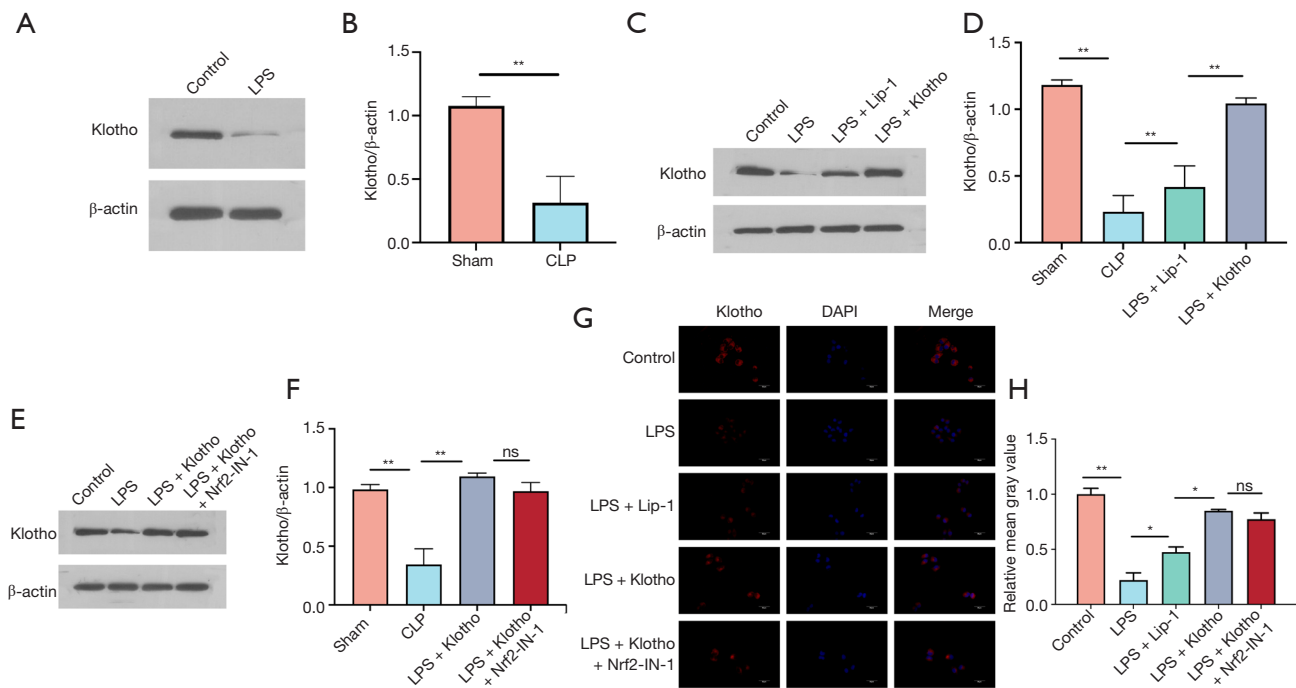 A
Control
LPS
Klotho
β-actin
B
Klotho/β-actin
1.5
1.0
0.5
0.0
**
Sham
CLP
C
Control
LPS
LPS + Lip-1
LPS + Klotho
Klotho
β-actin
D
Klotho/β-actin
1.5
1.0
0.5
0.0
**
**
**
Sham
CLP
LPS + Lip-1
LPS + Klotho
E
Control
LPS
LPS + Klotho
LPS + Klotho
+ Nrf2-IN-1
Klotho
β-actin
F
Klotho/β-actin
1.5
1.0
0.5
0.0
**
**
ns
Sham
CLP
LPS + Klotho
LPS + Klotho
+ Nrf2-IN-1
G
Klotho
DAPI
Merge
Control
LPS
LPS + Lip-1
LPS + Klotho
LPS + Klotho
+ Nrf2-IN-1
H
Relative mean gray value
1.5
1.0
0.5
0.0
**
*
*
ns
Control
LPS
LPS + Lip-1
LPS + Klotho
LPS + Klotho
+ Nrf2-IN-1